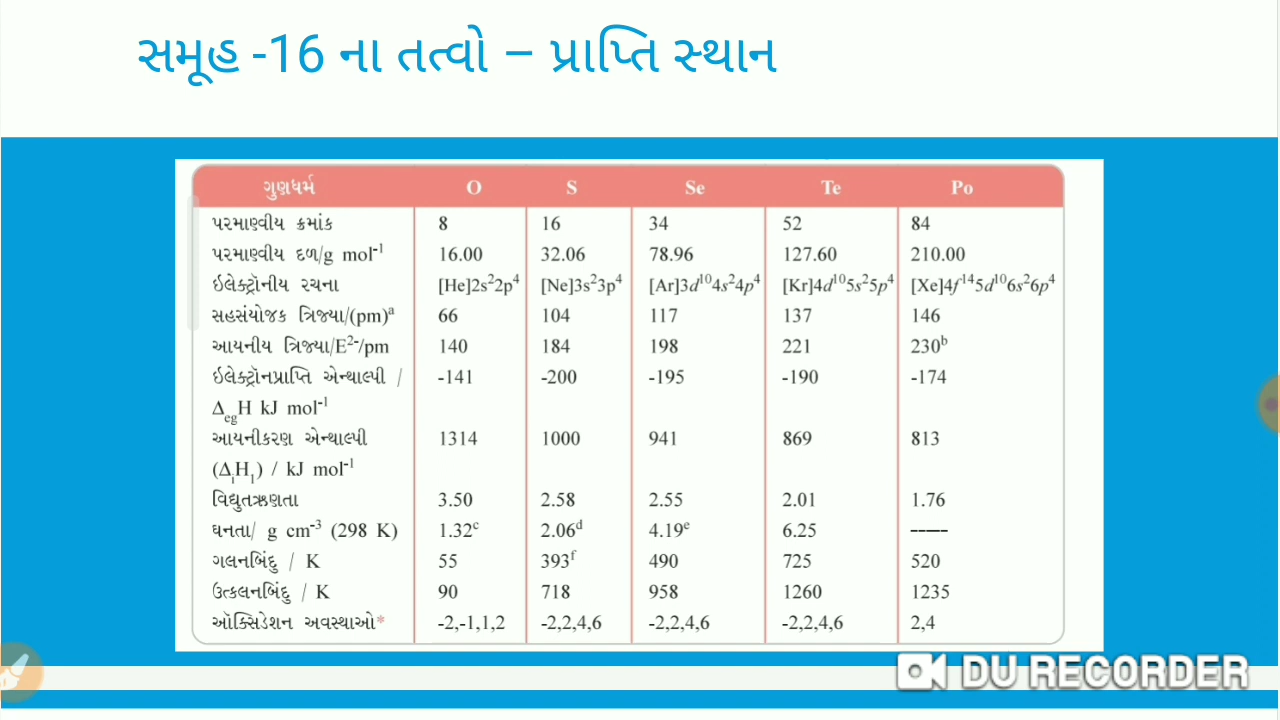 સમૂહ -16 ના તત્વો – પ્રાપ્તિ સ્થાન
ગુણધર્મ O S Se Te Po
પરમાણ્વીય ક્રમાંક 8 16 34 52 84
પરમાણ્વીય દળ/g mol⁻¹ 16.00 32.06 78.96 127.60 210.00
ઇલેક્ટ્રૉનીય રચના [He]2s²2p⁴ [Ne]3s²3p⁴ [Ar]3d¹⁰4s²4p⁴ [Kr]4d¹⁰5s²5p⁴ [Xe]4f¹⁴5d¹⁰6s²6p⁴
સહસંયોજક ત્રિજ્યા/(pm)ᵃ 66 104 117 137 146
આયનીય ત્રિજ્યા/E²⁻/pm 140 184 198 221 230ᵇ
ઇલેક્ટ્રૉનપ્રાપ્તિ એન્થાલ્પી / -141 -200 -195 -190 -174
ΔegH kJ mol⁻¹
આયનીકરણ એન્થાલ્પી 1314 1000 941 869 813
(ΔᵢH₁) / kJ mol⁻¹
વિદ્યુતઋણતા 3.50 2.58 2.55 2.01 1.76
ઘનતા/ g cm⁻³ (298 K) 1.32ᶜ 2.06ᵈ 4.19ᵉ 6.25 -----
ગલનબિંદુ / K 55 393ᶠ 490 725 520
ઉત્કલનબિંદુ / K 90 718 958 1260 1235
ઑક્સિડેશન અવસ્થાઓ* -2,-1,1,2 -2,2,4,6 -2,2,4,6 -2,2,4,6 2,4
DU RECORDER